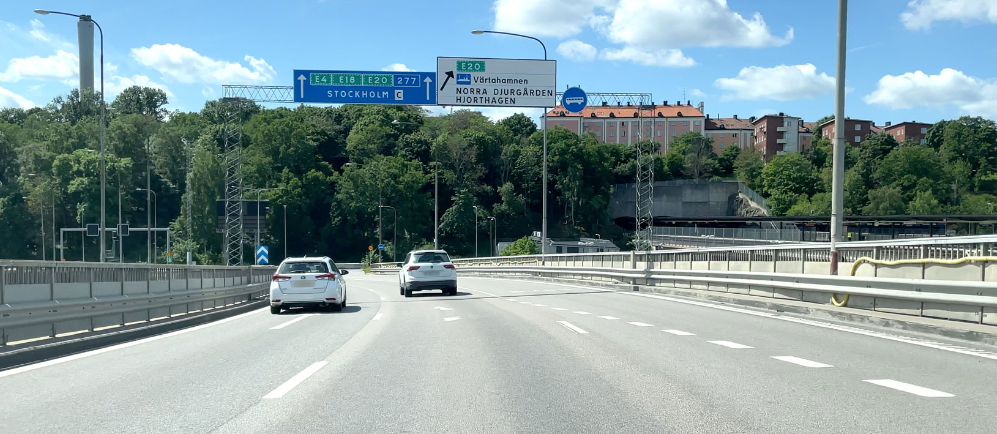 E4 E18 E20 277
STOCKHOLM C
E20
Värtahamnen
NORRA DJURGÅRDEN
HJORTHAGEN